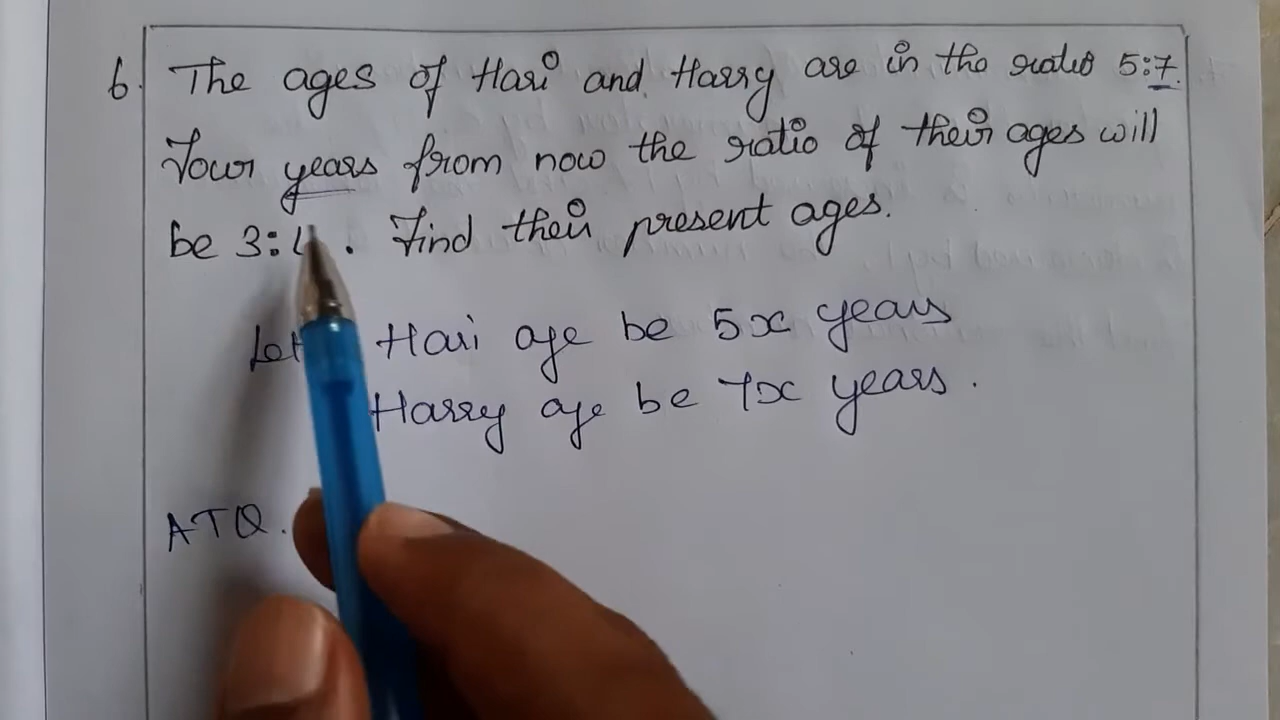 6. The ages of Hari and Harry are in the ratio 5:7.
Four years from now the ratio of their ages will
be 3:4. Find their present ages.
Let Hari age be 5x years
Harry age be 7x years.
ATQ.